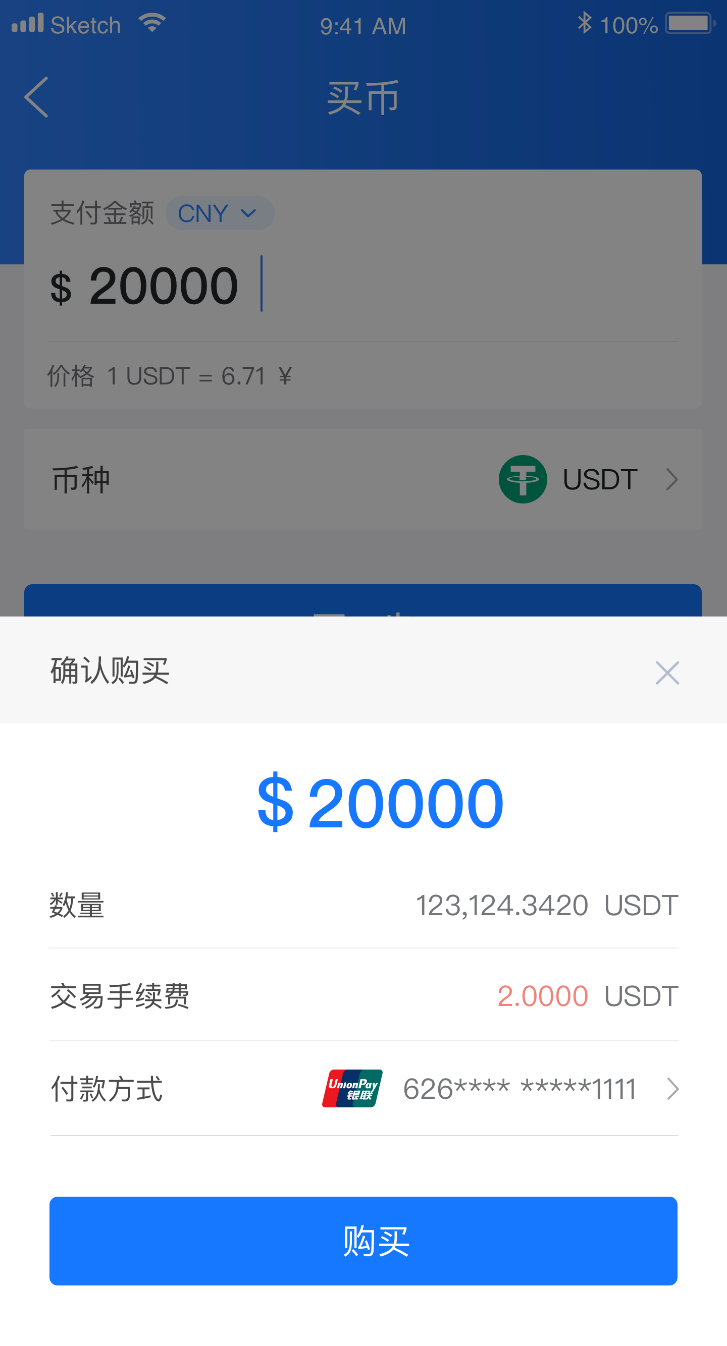 Sketch 9:41 AM 100%
买币
支付金额 CNY
$ 20000
价格 1 USDT = 6.71 ¥
币种 USDT
确认购买
$ 20000
数量 123,124.3420 USDT
交易手续费 2.0000 USDT
付款方式 UnionPay 银联 626**** *****1111
购买